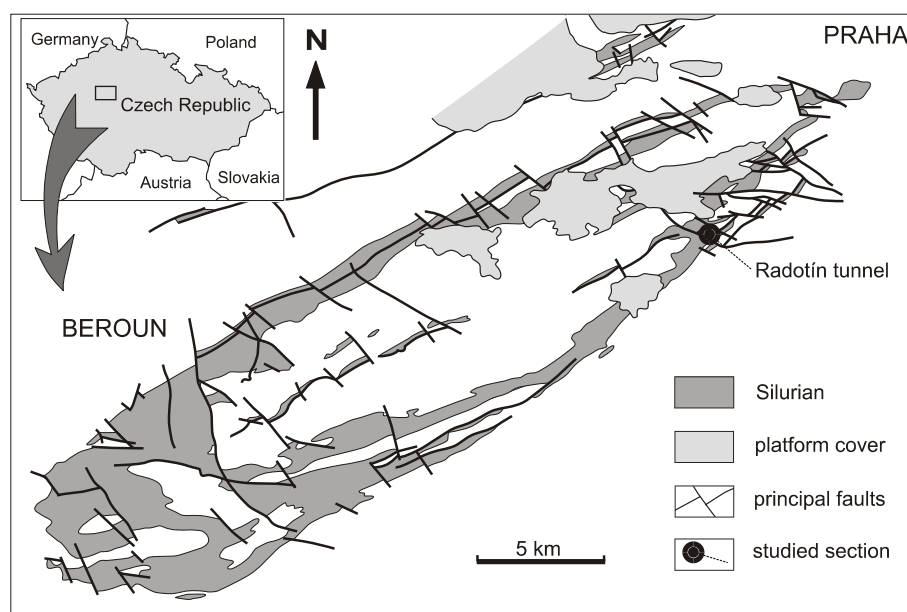 Germany
Poland
Czech Republic
Austria
Slovakia
N
PRAHA
Radotín tunnel
BEROUN
Silurian
platform cover
principal faults
studied section
5 km